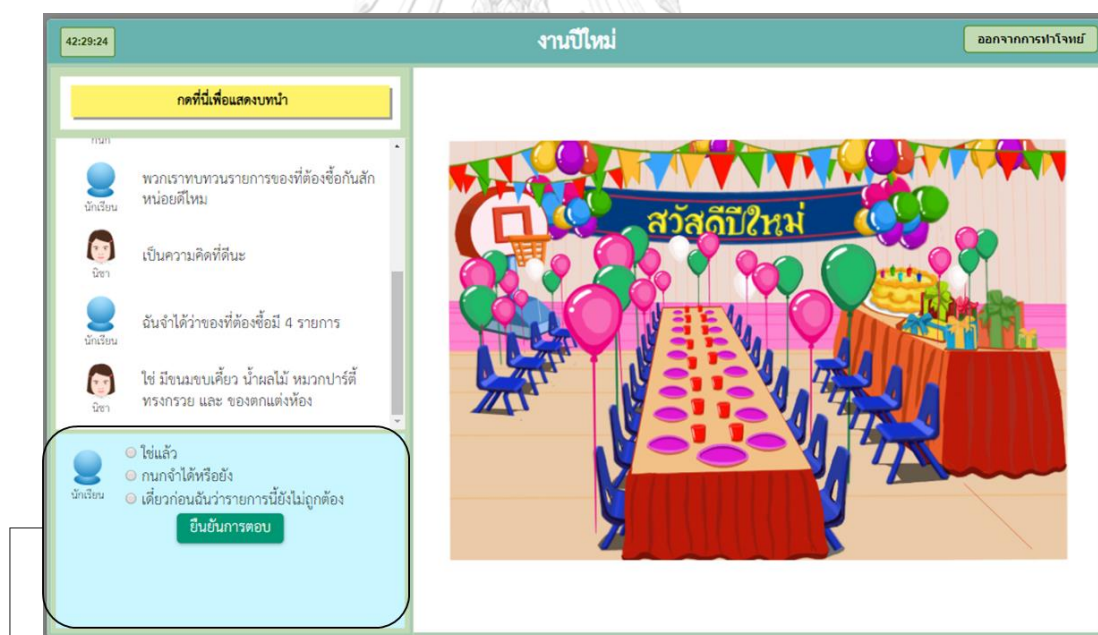 42:29:24
งานปีใหม่
ออกจากการทำโจทย์
กดที่นี่เพื่อแสดงบทนำ
กนก
พวกเราทบทวนรายการของที่ต้องซื้อกันสัก
หน่อยดีไหม
นักเรียน
เป็นความคิดที่ดีนะ
นิชา
ฉันจำได้ว่าของที่ต้องซื้อมี 4 รายการ
นักเรียน
ใช่ มีขนมขบเคี้ยว น้ำผลไม้ หมวกปาร์ตี้
ทรงกรวย และ ของตกแต่งห้อง
นิชา
ใช่แล้ว
กนกจำได้หรือยัง
นักเรียน
เดี๋ยวก่อนฉันว่ารายการนี้ยังไม่ถูกต้อง
ยืนยันการตอบ
สวัสดีปีใหม่